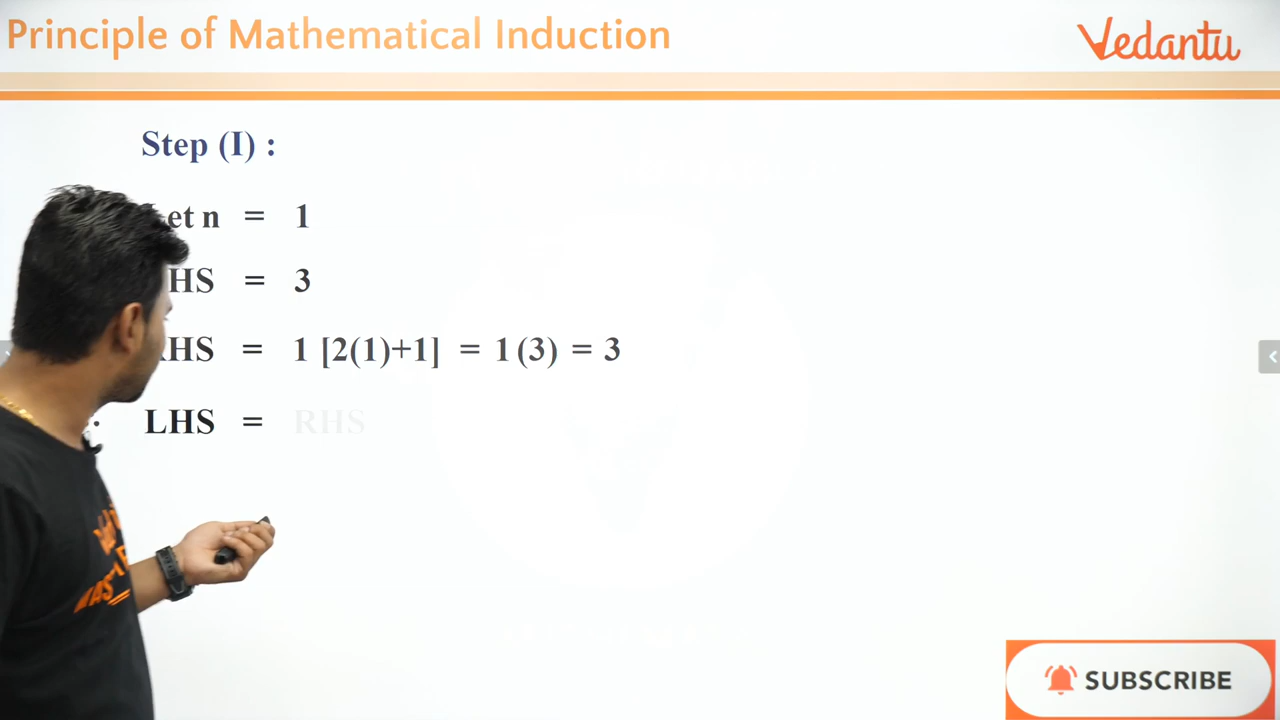 Principle of Mathematical Induction
Vedantu
Step (I) :
et n = 1
HS = 3
HS = 1 [2(1)+1] = 1 (3) = 3
LHS = RHS
SUBSCRIBE